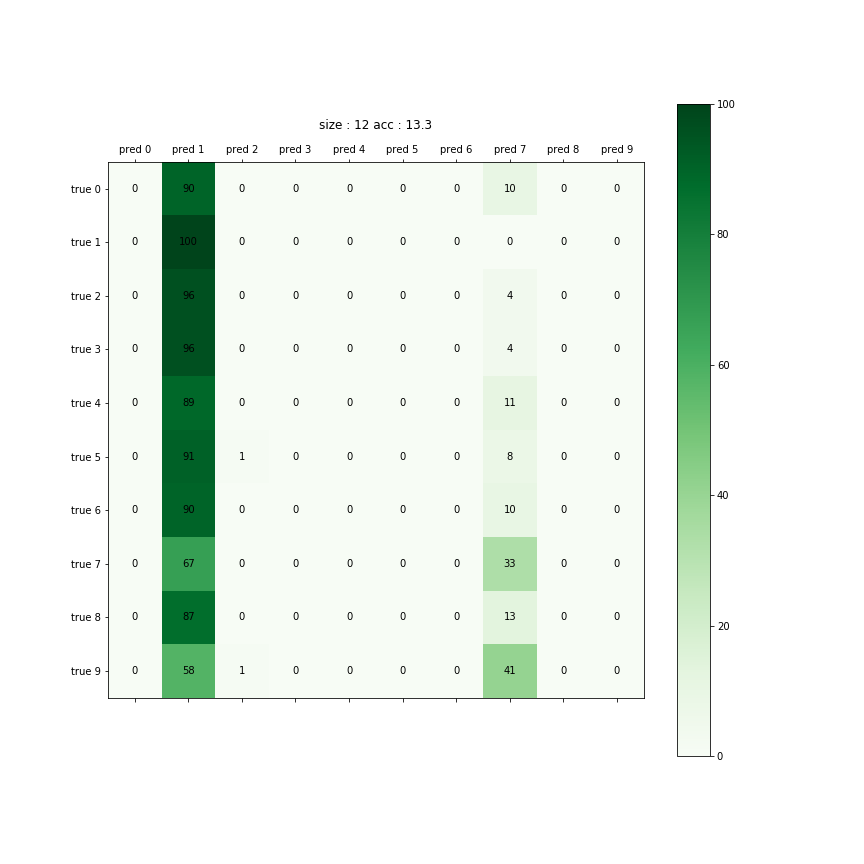 size : 12 acc : 13.3
pred 0 pred 1 pred 2 pred 3 pred 4 pred 5 pred 6 pred 7 pred 8 pred 9
true 0 0 90 0 0 0 0 0 10 0 0
true 1 0 100 0 0 0 0 0 0 0 0
true 2 0 96 0 0 0 0 0 4 0 0
true 3 0 96 0 0 0 0 0 4 0 0
true 4 0 89 0 0 0 0 0 11 0 0
true 5 0 91 1 0 0 0 0 8 0 0
true 6 0 90 0 0 0 0 0 10 0 0
true 7 0 67 0 0 0 0 0 33 0 0
true 8 0 87 0 0 0 0 0 13 0 0
true 9 0 58 1 0 0 0 0 41 0 0
100
80
60
40
20
0